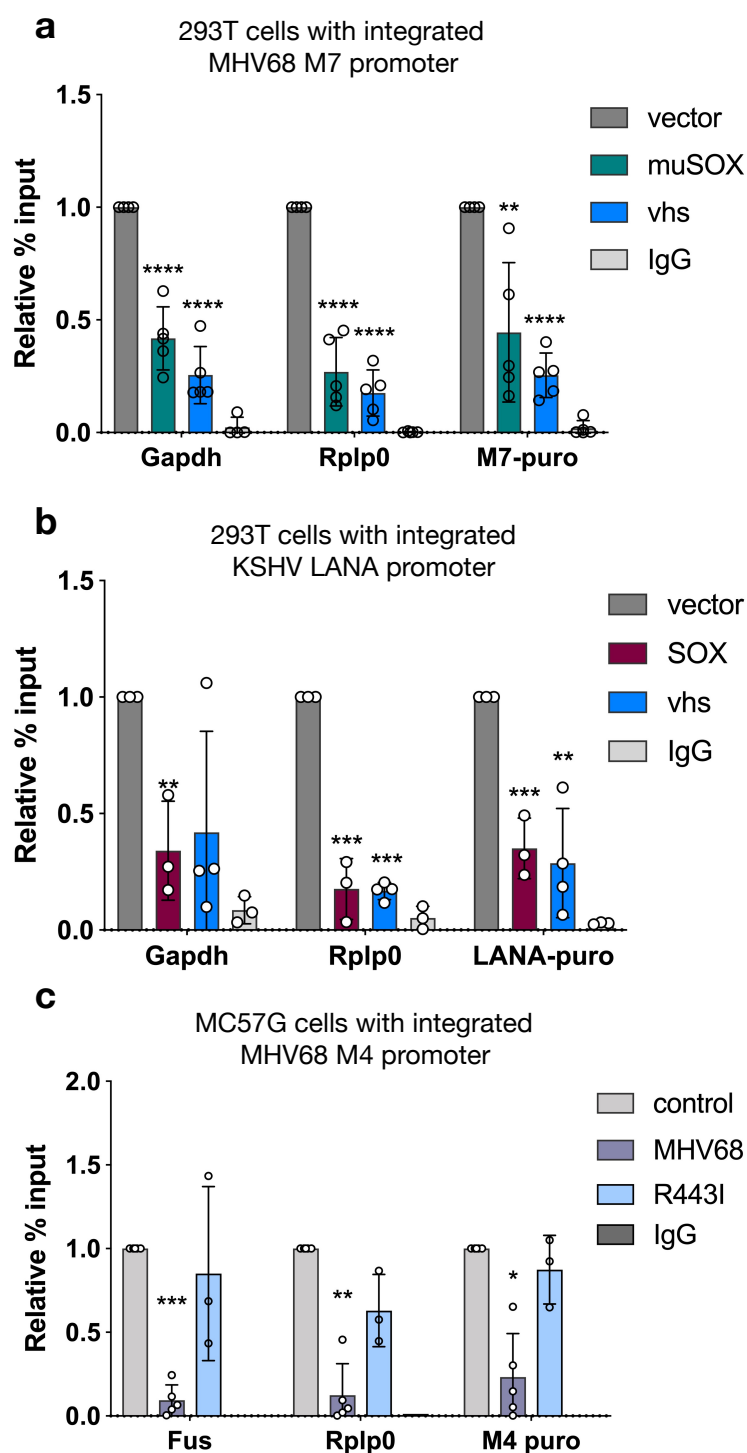 a
293T cells with integrated
MHV68 M7 promoter
Relative % input
1.5
1.0
0.5
0.0
vector
muSOX
vhs
IgG
****
****
****
****
**
****
Gapdh
Rplp0
M7-puro
b
293T cells with integrated
KSHV LANA promoter
Relative % input
1.5
1.0
0.5
0.0
vector
SOX
vhs
IgG
**
***
***
***
**
Gapdh
Rplp0
LANA-puro
c
MC57G cells with integrated
MHV68 M4 promoter
Relative % input
2.0
1.5
1.0
0.5
0.0
control
MHV68
R443I
IgG
***
**
*
Fus
Rplp0
M4 puro